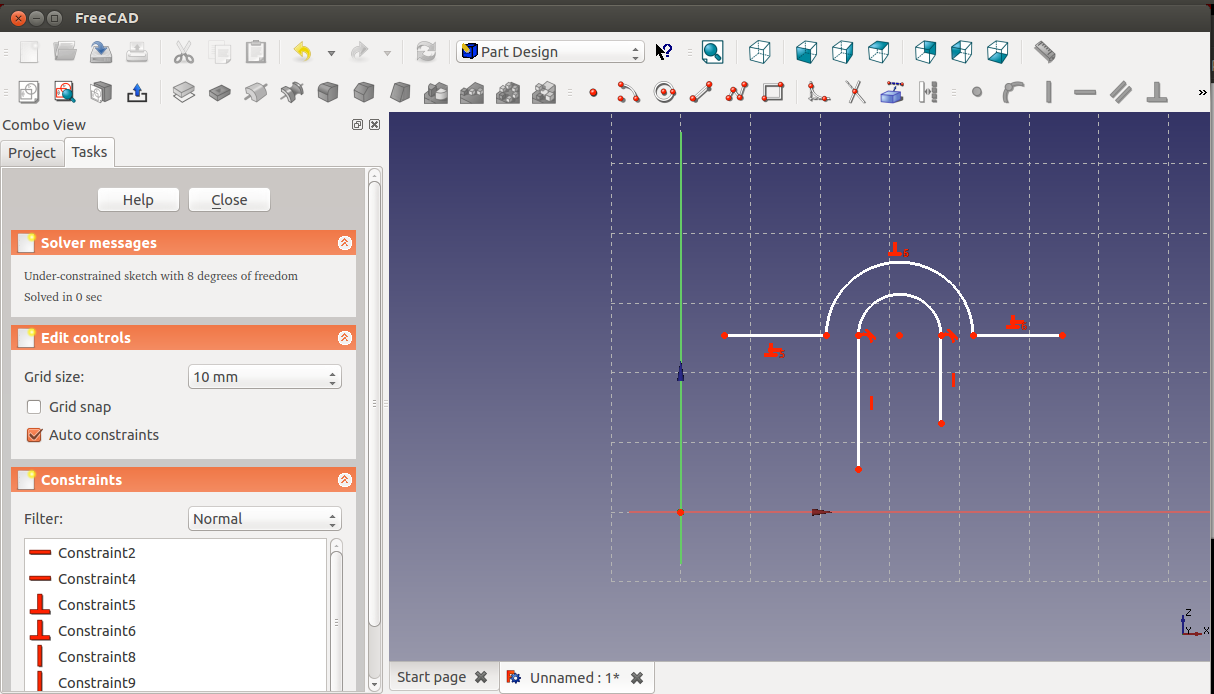 FreeCAD
Part Design
Combo View
Project
Tasks
Help
Close
Solver messages
Under-constrained sketch with 8 degrees of freedom
Solved in 0 sec
Edit controls
Grid size:
10 mm
Grid snap
Auto constraints
Constraints
Filter:
Normal
Constraint2
Constraint4
Constraint5
Constraint6
Constraint8
Constraint9
Z
Y
X
Start page
Unnamed : 1*